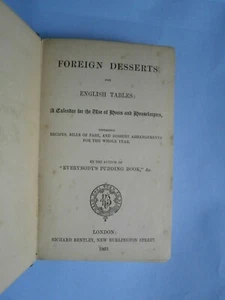 FOREIGN DESSERTS
FOR
ENGLISH TABLES:
A Calendar for the Use of Hosts and Housekeepers,
CONTAINING
RECIPES, BILLS OF FARE, AND DESSERT ARRANGEMENTS
FOR THE WHOLE YEAR.
BY THE AUTHOR OF
"EVERYBODY'S PUDDING BOOK," &c.
LONDON:
RICHARD BENTLEY, NEW BURLINGTON STREET.